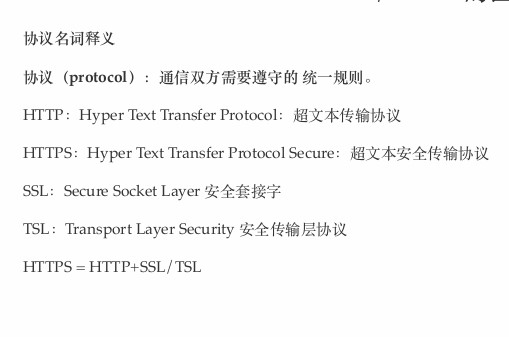 协议名词释义
协议（protocol）：通信双方需要遵守的 统一规则。
HTTP：Hyper Text Transfer Protocol：超文本传输协议
HTTPS：Hyper Text Transfer Protocol Secure：超文本安全传输协议
SSL：Secure Socket Layer 安全套接字
TSL：Transport Layer Security 安全传输层协议
HTTPS = HTTP+SSL/TSL